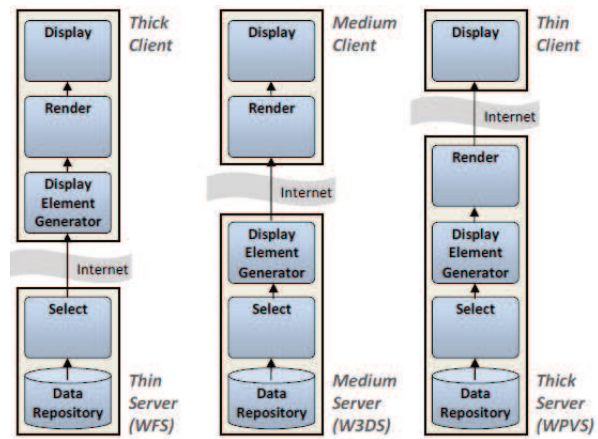 Display
Thick
Client
Render
Display
Element
Generator
Internet
Select
Data
Repository
Thin
Server
(WFS)
Display
Medium
Client
Render
Internet
Display
Element
Generator
Select
Data
Repository
Medium
Server
(W3DS)
Display
Thin
Client
Internet
Render
Display
Element
Generator
Select
Data
Repository
Thick
Server
(WPVS)